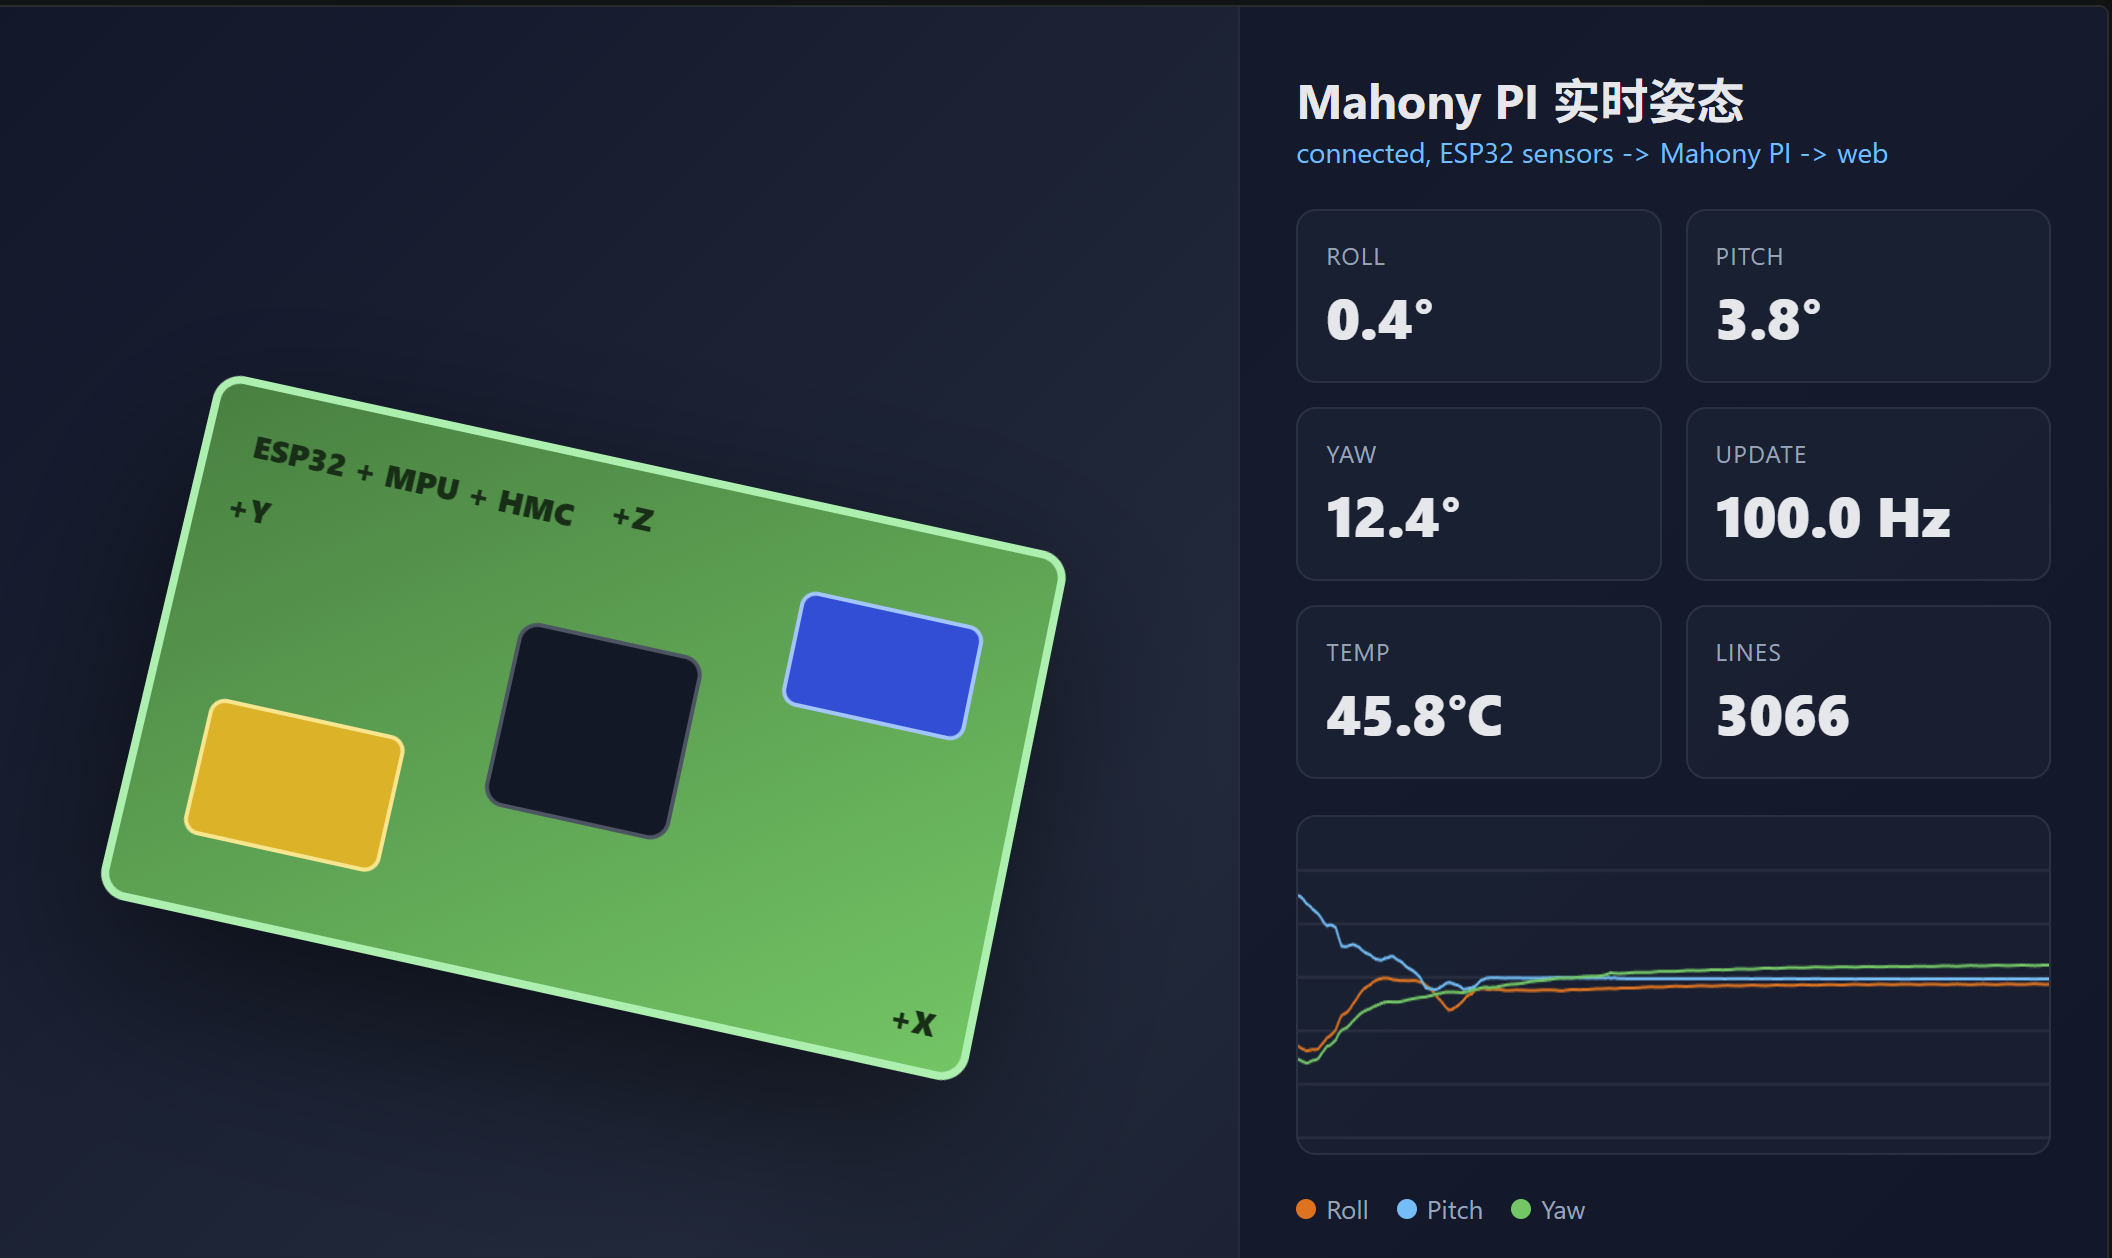 ESP32 + MPU + HMC
+Y
+Z
+X
Mahony PI 实时姿态
connected, ESP32 sensors -> Mahony PI -> web
ROLL
0.4°
PITCH
3.8°
YAW
12.4°
UPDATE
100.0 Hz
TEMP
45.8°C
LINES
3066
Roll Pitch Yaw